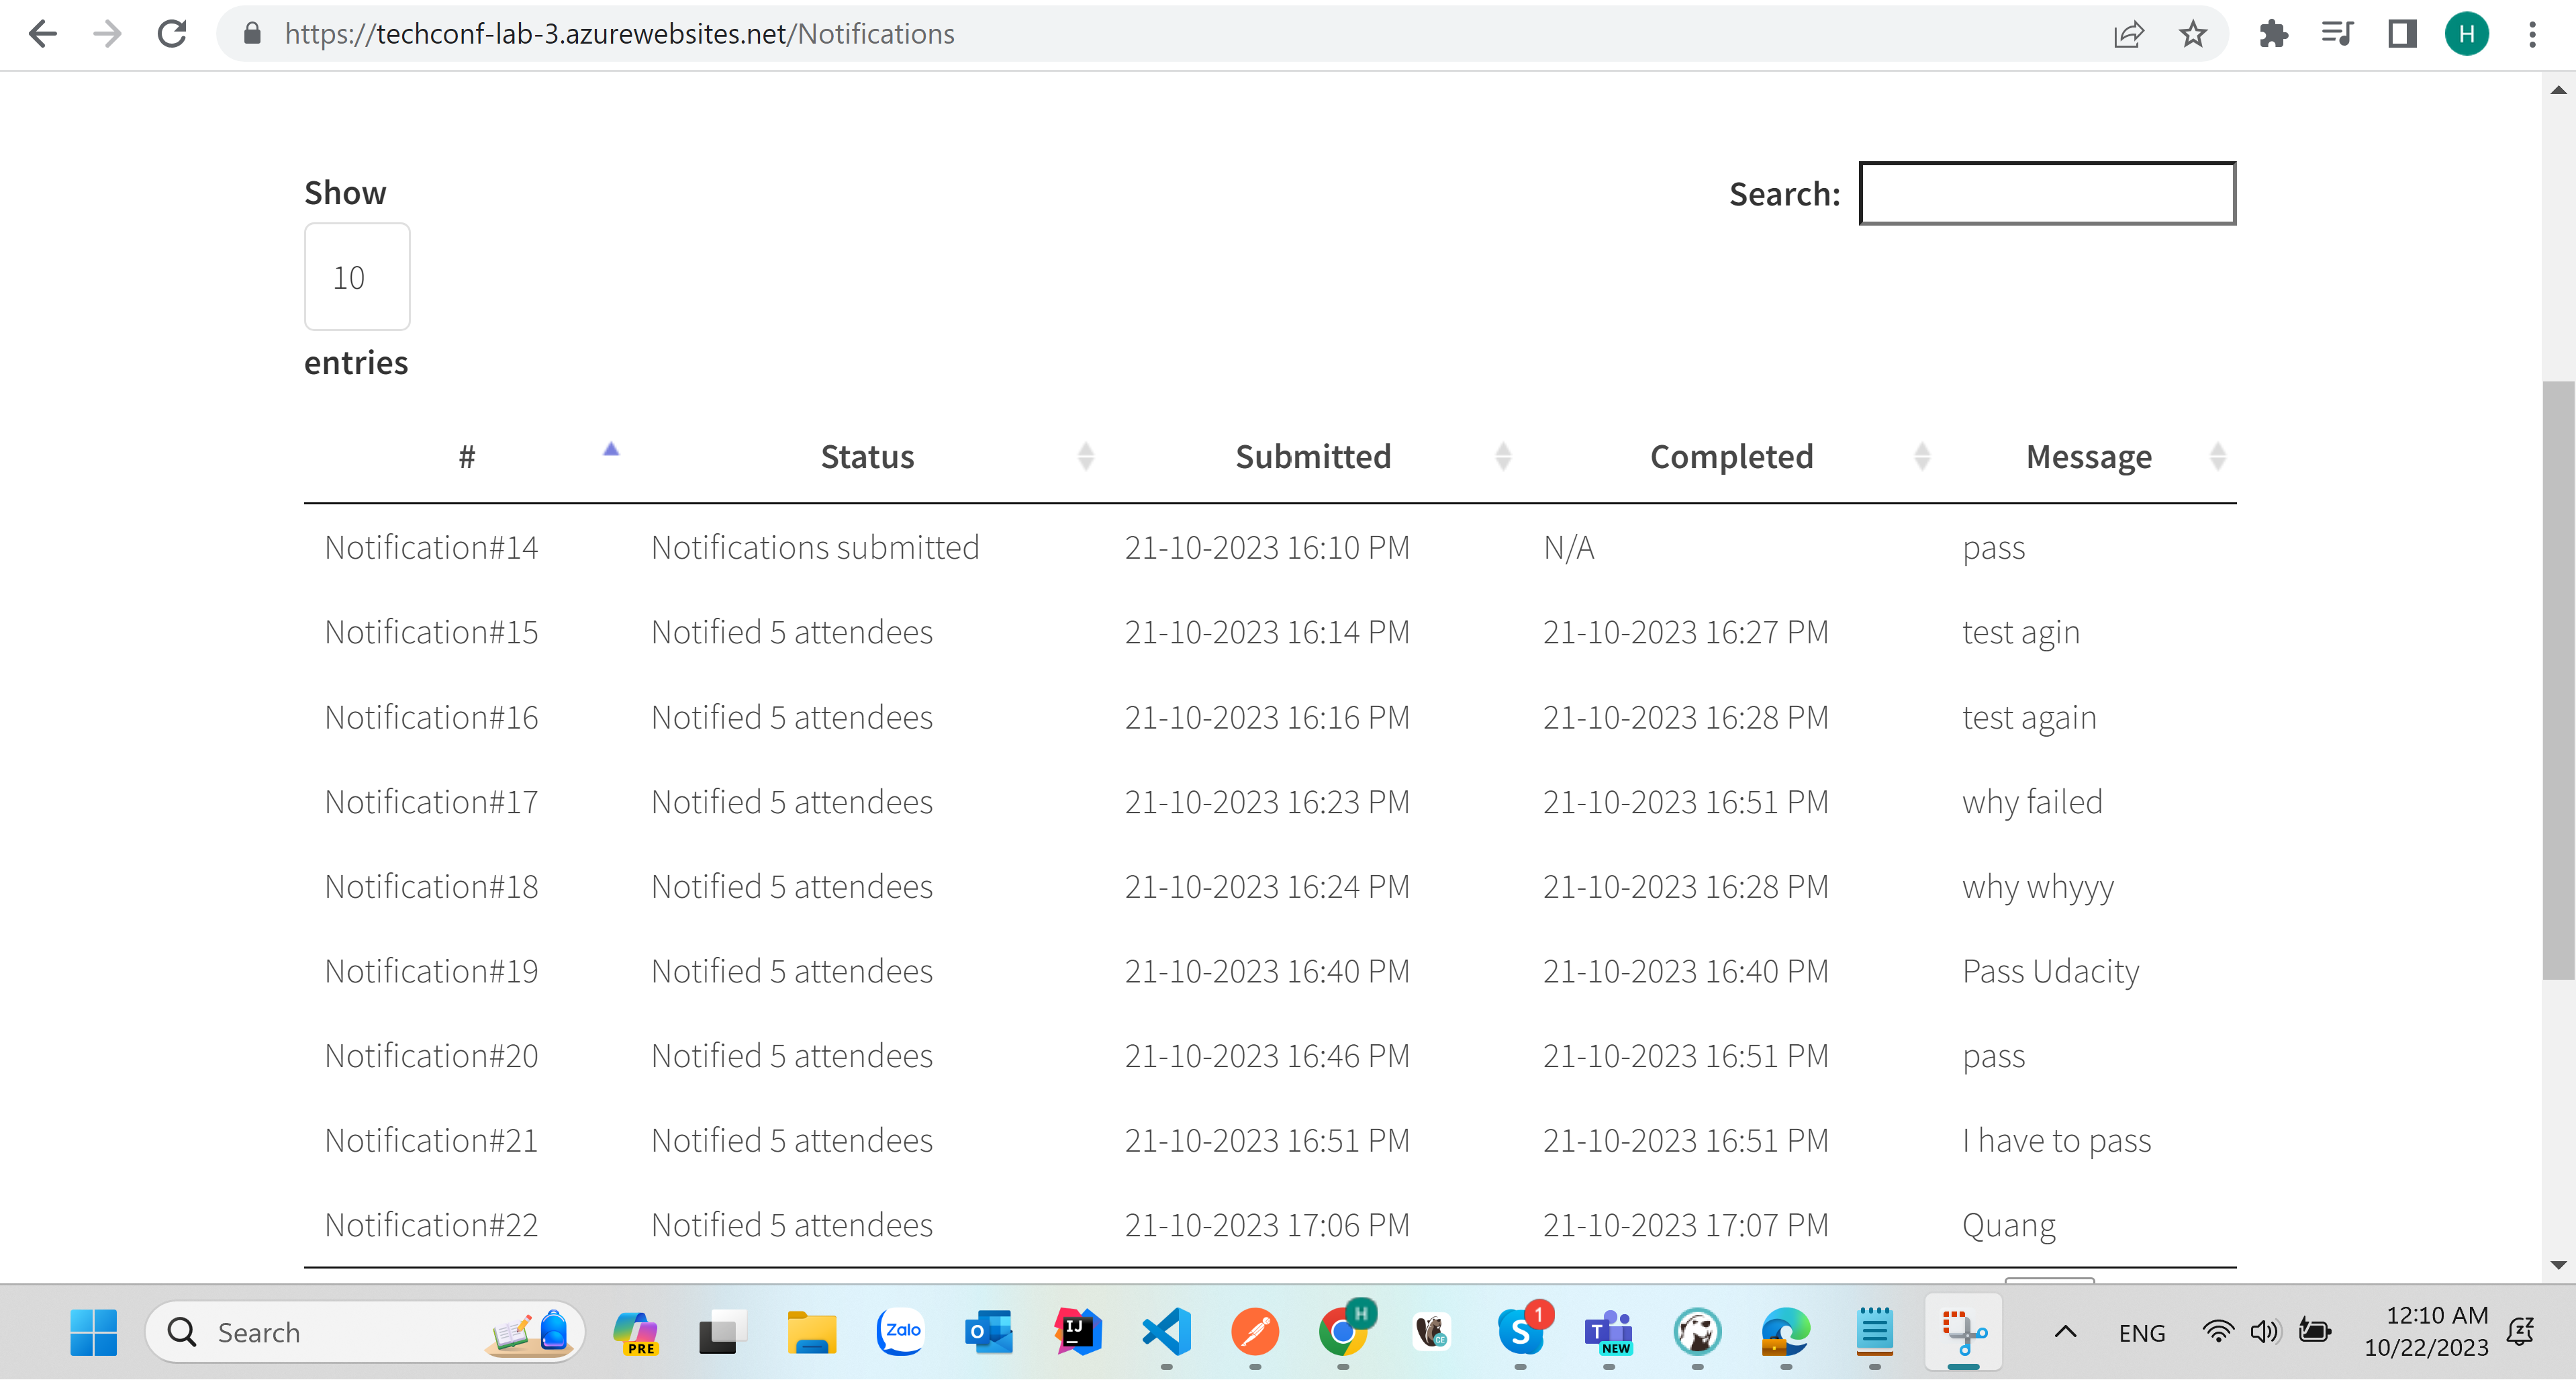 https://techconf-lab-3.azurewebsites.net/Notifications
H
Show
Search:
10
entries
# Status Submitted Completed Message
Notification#14 Notifications submitted 21-10-2023 16:10 PM N/A pass
Notification#15 Notified 5 attendees 21-10-2023 16:14 PM 21-10-2023 16:27 PM test agin
Notification#16 Notified 5 attendees 21-10-2023 16:16 PM 21-10-2023 16:28 PM test again
Notification#17 Notified 5 attendees 21-10-2023 16:23 PM 21-10-2023 16:51 PM why failed
Notification#18 Notified 5 attendees 21-10-2023 16:24 PM 21-10-2023 16:28 PM why whyyy
Notification#19 Notified 5 attendees 21-10-2023 16:40 PM 21-10-2023 16:40 PM Pass Udacity
Notification#20 Notified 5 attendees 21-10-2023 16:46 PM 21-10-2023 16:51 PM pass
Notification#21 Notified 5 attendees 21-10-2023 16:51 PM 21-10-2023 16:51 PM I have to pass
Notification#22 Notified 5 attendees 21-10-2023 17:06 PM 21-10-2023 17:07 PM Quang
Search PRE Zalo O IJ H CE S 1 T NEW ENG 12:10 AM
10/22/2023